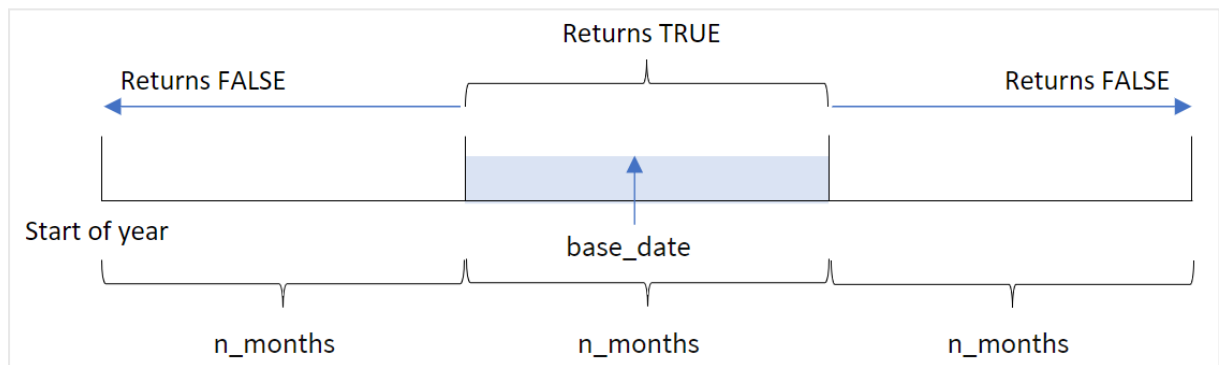 Returns TRUE
Returns FALSE
Returns FALSE
Start of year
base_date
n_months
n_months
n_months